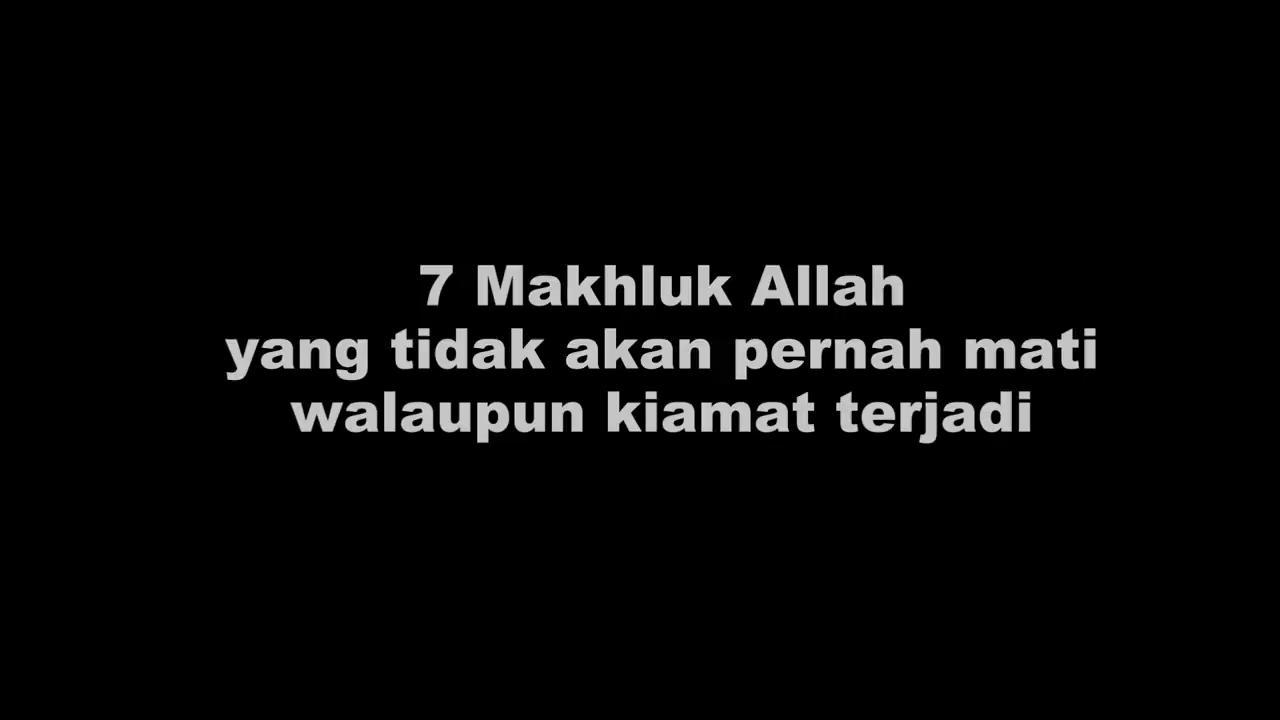 7 Makhluk Allah
yang tidak akan pernah mati
walaupun kiamat terjadi